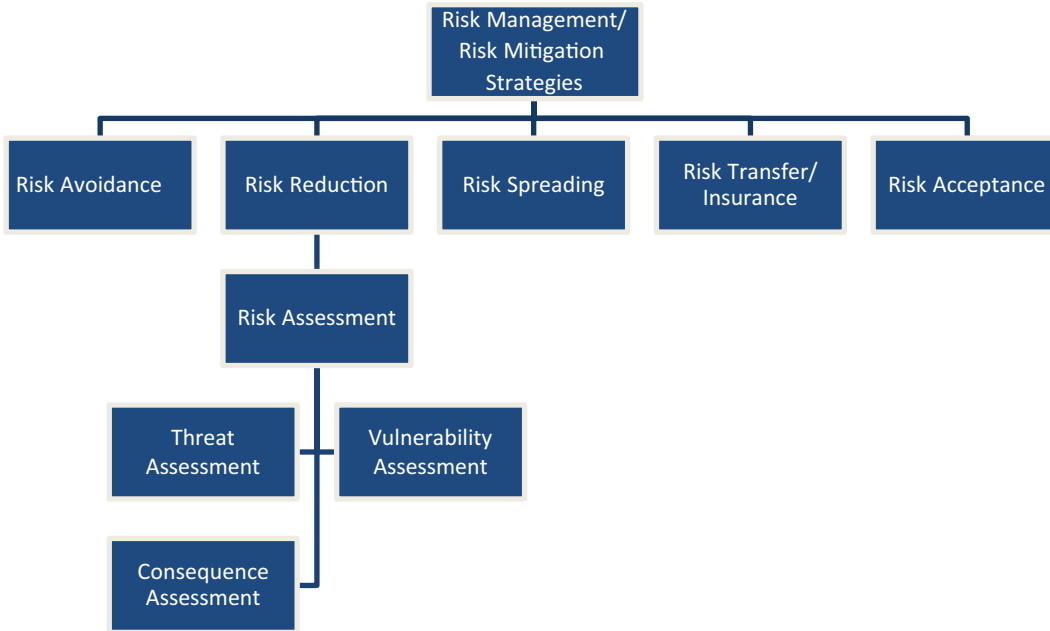 Risk Management/
Risk Mitigation
Strategies
Risk Avoidance
Risk Reduction
Risk Spreading
Risk Transfer/
Insurance
Risk Acceptance
Risk Assessment
Threat
Assessment
Vulnerability
Assessment
Consequence
Assessment